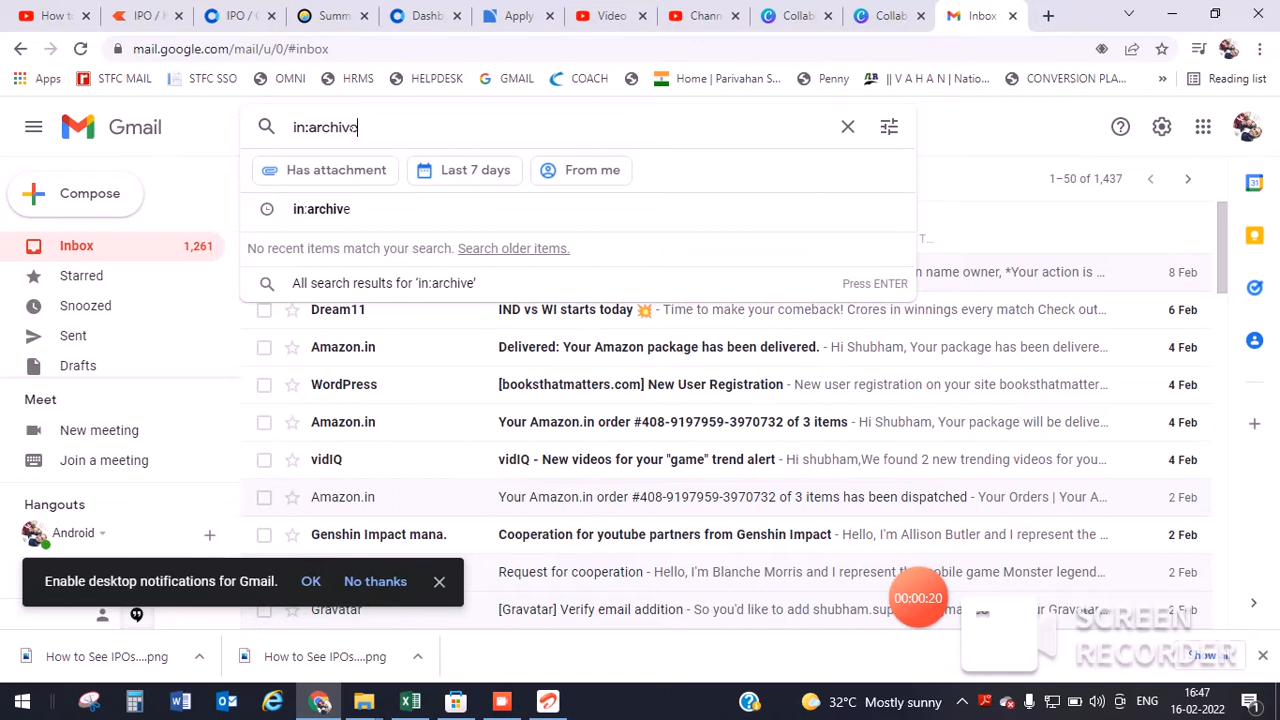 How to
IPO /
IPO /
Summ
Dashb
Apply
Video
Chann
Collab
Collab
Inbox
mail.google.com/mail/u/0/#inbox
Apps
STFC MAIL
STFC SSO
OMNI
HRMS
HELPDESK
GMAIL
COACH
Home | Parivahan S...
Penny
|| V A H A N | Natio...
CONVERSION PLA...
»
Reading list
Gmail
in:archive
Has attachment
Last 7 days
From me
1–50 of 1,437
Compose
in:archive
Inbox 1,261
T...
No recent items match your search. Search older items.
Starred
n name owner, *Your action is ... 8 Feb
All search results for 'in:archive' Press ENTER
Snoozed
Dream11 IND vs WI starts today 💥 - Time to make your comeback! Crores in winnings every match Check out... 6 Feb
Sent
Amazon.in Delivered: Your Amazon package has been delivered. - Hi Shubham, Your package has been delivere... 4 Feb
Drafts
WordPress [booksthatmatters.com] New User Registration - New user registration on your site booksthatmatter... 4 Feb
Meet
Amazon.in Your Amazon.in order #408-9197959-3970732 of 3 items - Hi Shubham, Your package will be delive... 4 Feb
New meeting
Join a meeting
vidIQ vidIQ - New videos for your "game" trend alert - Hi shubham,We found 2 new trending videos for you... 4 Feb
Amazon.in Your Amazon.in order #408-9197959-3970732 of 3 items has been dispatched - Your Orders | Your A... 2 Feb
Hangouts
Android
Genshin Impact mana. Cooperation for youtube partners from Genshin Impact - Hello, I'm Allison Butler and I represent the ... 2 Feb
Request for cooperation - Hello, I'm Blanche Morris and I represent the mobile game Monster legend... 2 Feb
Enable desktop notifications for Gmail. OK No thanks
00:00:20
Gravatar [Gravatar] Verify email addition - So you'd like to add shubham.sup 2 Feb
SCREEN
RECORDER
How to See IPOs....png
How to See IPOs....png
Show all
32°C Mostly sunny
ENG
16:47
16-02-2022